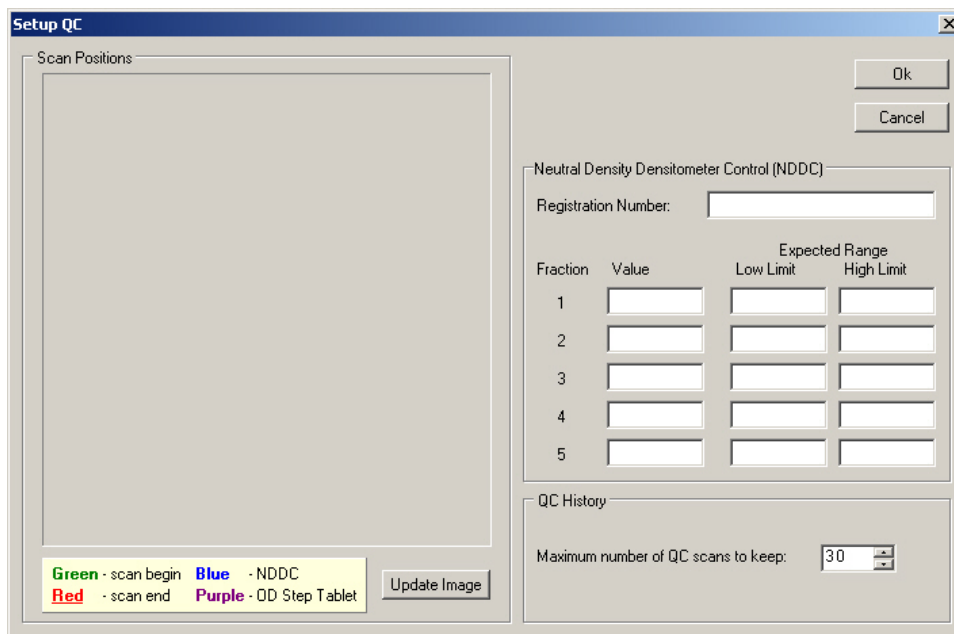 Setup QC
Scan Positions
Ok
Cancel
Neutral Density Densitometer Control (NDDC)
Registration Number:
Expected Range
Fraction Value Low Limit High Limit
1
2
3
4
5
QC History
Maximum number of QC scans to keep: 30
Green - scan begin Blue - NDDC
Red - scan end Purple - OD Step Tablet
Update Image